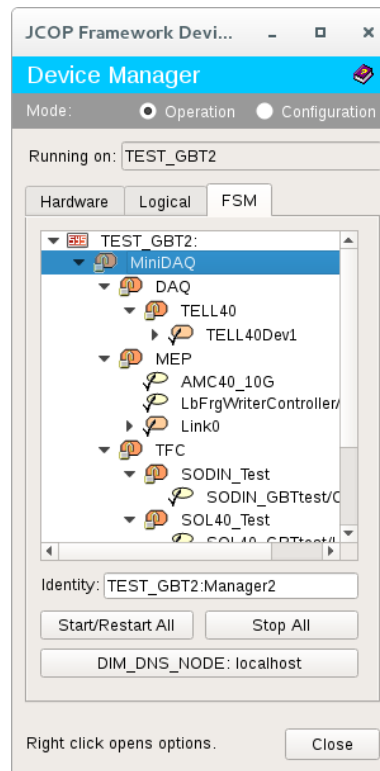 JCOP Framework Devi...
Device Manager
Mode: Operation Configuration
Running on: TEST_GBT2
Hardware Logical FSM
SYS TEST_GBT2:
MiniDAQ
DAQ
TELL40
TELL40Dev1
MEP
AMC40_10G
LbFrgWriterController/
Link0
TFC
SODIN_Test
SODIN_GBTtest/C
SOL40_Test
SOL40_GBTtest/L
Identity: TEST_GBT2:Manager2
Start/Restart All Stop All
DIM_DNS_NODE: localhost
Right click opens options. Close